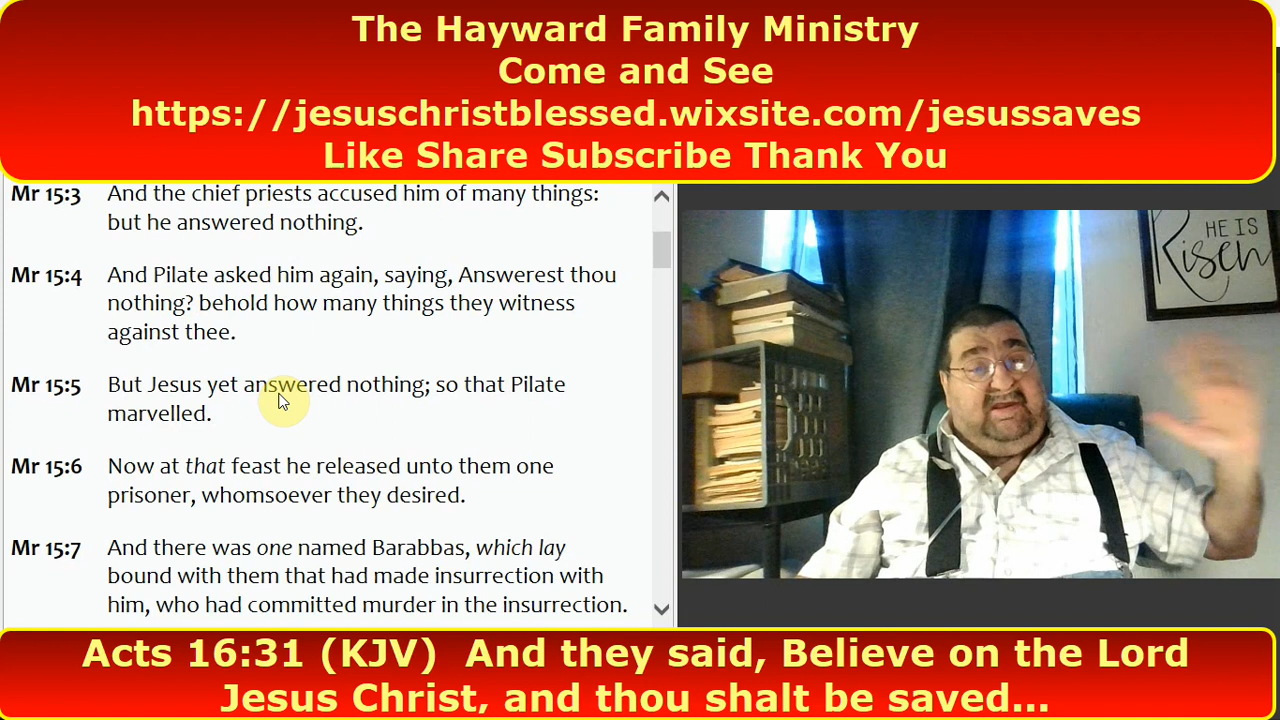 The Hayward Family Ministry
Come and See
https://jesuschristblessed.wixsite.com/jesussaves
Like Share Subscribe Thank You
Mr 15:3 And the chief priests accused him of many things:
but he answered nothing.
Mr 15:4 And Pilate asked him again, saying, Answerest thou
nothing? behold how many things they witness
against thee.
Mr 15:5 But Jesus yet answered nothing; so that Pilate
marvelled.
Mr 15:6 Now at that feast he released unto them one
prisoner, whomsoever they desired.
Mr 15:7 And there was one named Barabbas, which lay
bound with them that had made insurrection with
him, who had committed murder in the insurrection.
HE IS
Risen
Acts 16:31 (KJV) And they said, Believe on the Lord
Jesus Christ, and thou shalt be saved...